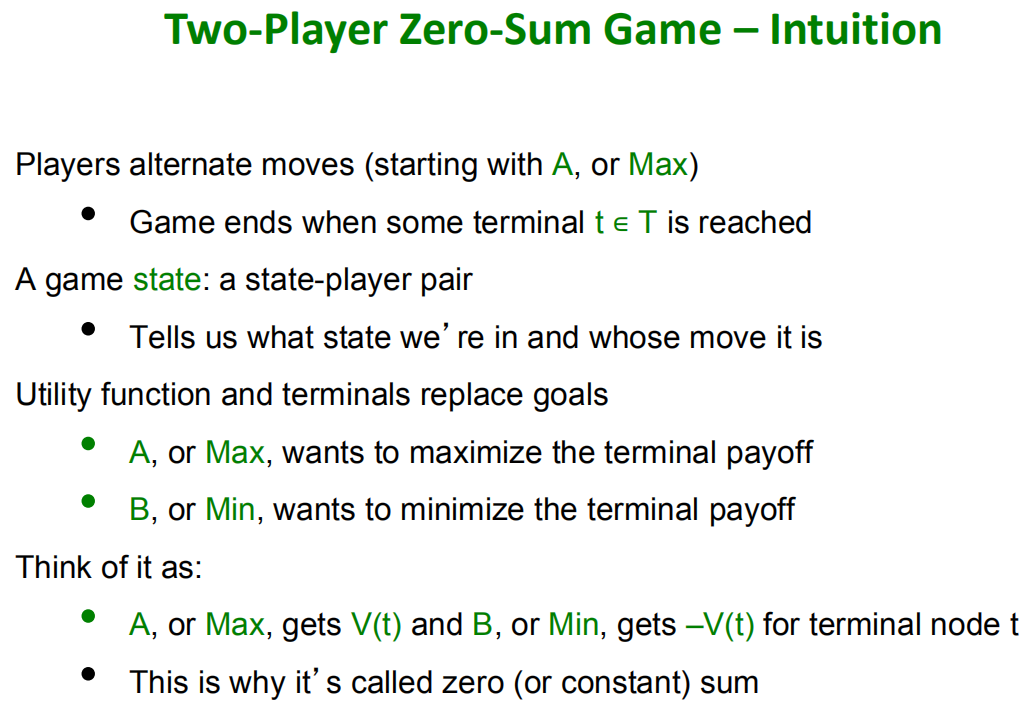 Two-Player Zero-Sum Game – Intuition
Players alternate moves (starting with A, or Max)
• Game ends when some terminal t ∈ T is reached
A game state: a state-player pair
• Tells us what state we’re in and whose move it is
Utility function and terminals replace goals
• A, or Max, wants to maximize the terminal payoff
• B, or Min, wants to minimize the terminal payoff
Think of it as:
• A, or Max, gets V(t) and B, or Min, gets –V(t) for terminal node t
• This is why it’s called zero (or constant) sum